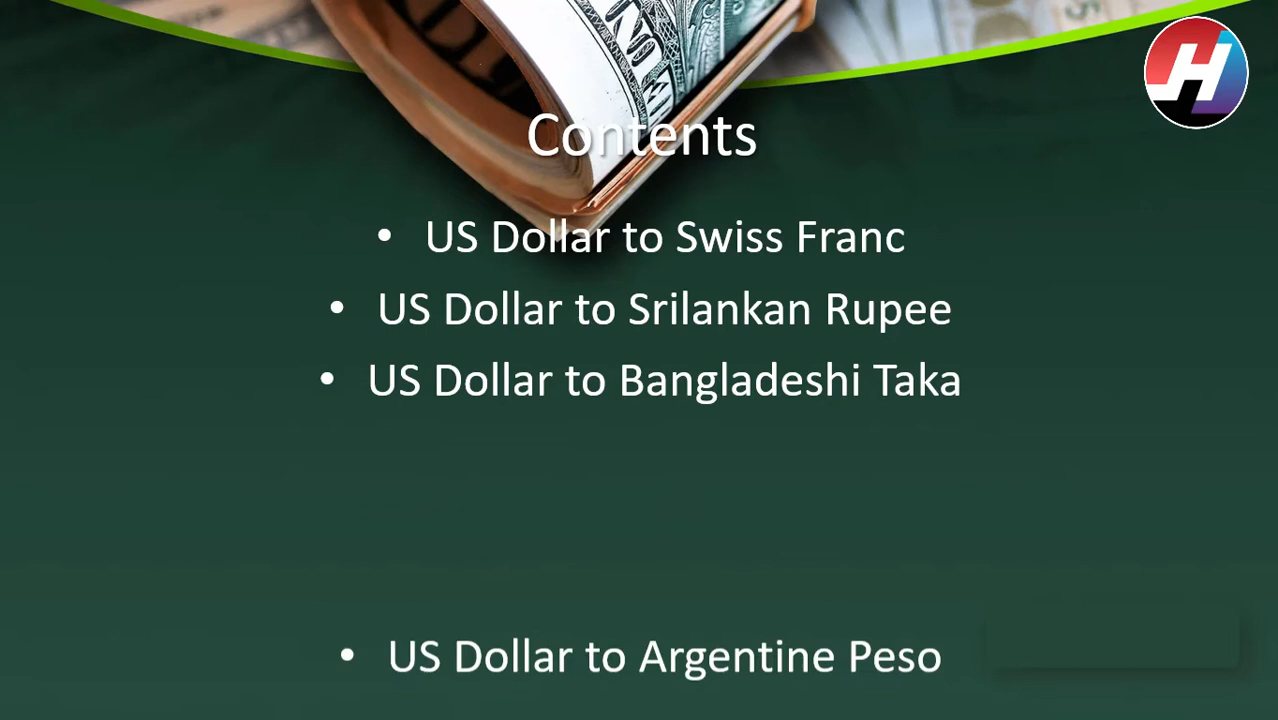 Contents
• US Dollar to Swiss Franc
• US Dollar to Srilankan Rupee
• US Dollar to Bangladeshi Taka
• US Dollar to Argentine Peso